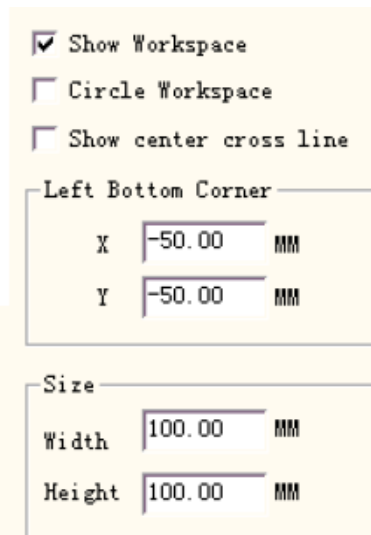 Show Workspace
Circle Workspace
Show center cross line
Left Bottom Corner
X -50.00 MM
Y -50.00 MM
Size
Width 100.00 MM
Height 100.00 MM